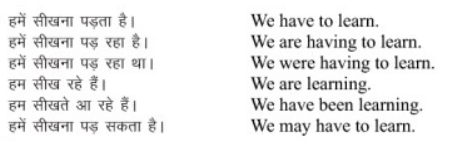 हमें सीखना पड़ता है। We have to learn.
हमें सीखना पड़ रहा है। We are having to learn.
हमें सीखना पड़ रहा था। We were having to learn.
हम सीख रहे हैं। We are learning.
हम सीखते आ रहे हैं। We have been learning.
हमें सीखना पड़ सकता है। We may have to learn.